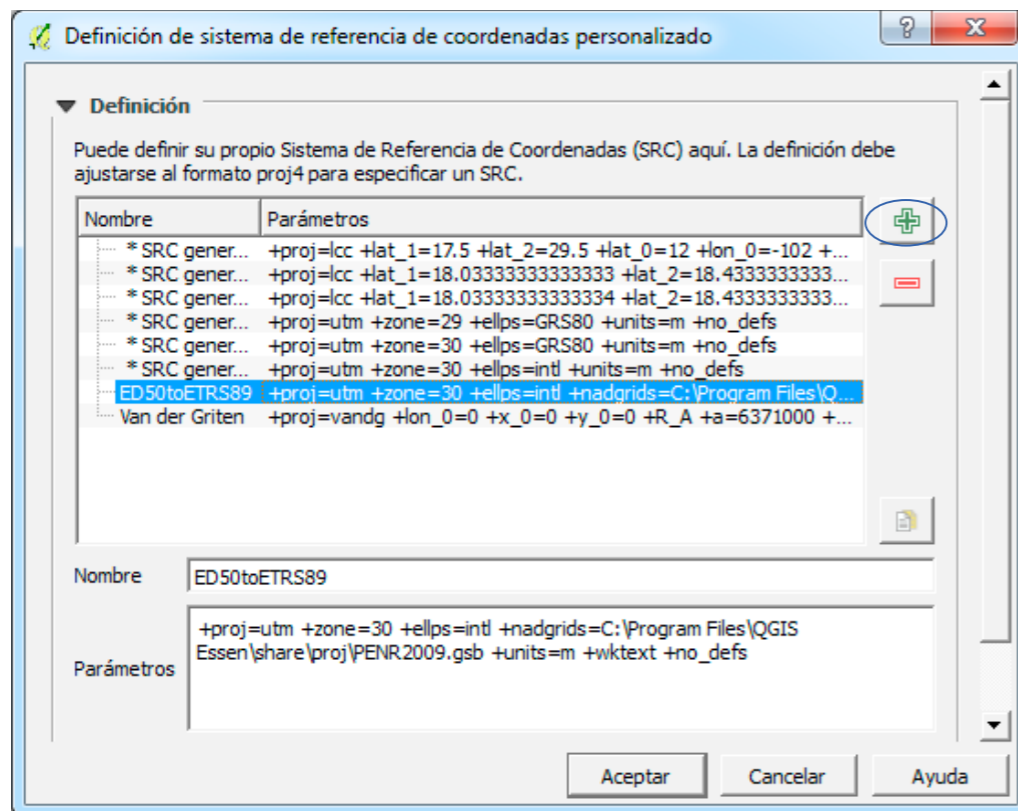 Definición de sistema de referencia de coordenadas personalizado
Definición
Puede definir su propio Sistema de Referencia de Coordenadas (SRC) aquí. La definición debe
ajustarse al formato proj4 para especificar un SRC.
Nombre Parámetros
* SRC gener... +proj=lcc +lat_1=17.5 +lat_2=29.5 +lat_0=12 +lon_0=-102 +...
* SRC gener... +proj=lcc +lat_1=18.03333333333333 +lat_2=18.4333333333...
* SRC gener... +proj=lcc +lat_1=18.03333333333334 +lat_2=18.4333333333...
* SRC gener... +proj=utm +zone=29 +ellps=GRS80 +units=m +no_defs
* SRC gener... +proj=utm +zone=30 +ellps=GRS80 +units=m +no_defs
* SRC gener... +proj=utm +zone=30 +ellps=intl +units=m +no_defs
ED50toETRS89 +proj=utm +zone=30 +ellps=intl +nadgrids=C:\Program Files\Q...
Van der Griten +proj=vandg +lon_0=0 +x_0=0 +y_0=0 +R_A +a=6371000 +...
Nombre ED50toETRS89
+proj=utm +zone=30 +ellps=intl +nadgrids=C:\Program Files\QGIS
Essen\share\proj\PENR2009.gsb +units=m +wktext +no_defs
Parámetros
Aceptar Cancelar Ayuda